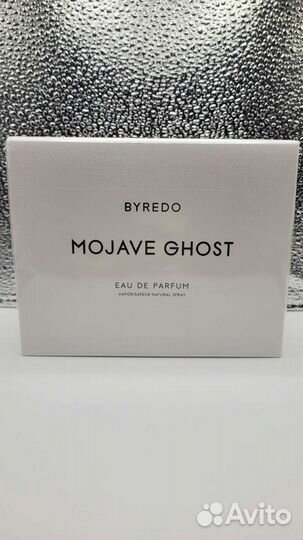 BYREDO
MOJAVE GHOST
EAU DE PARFUM
VAPORISATEUR NATURAL SPRAY
Avito